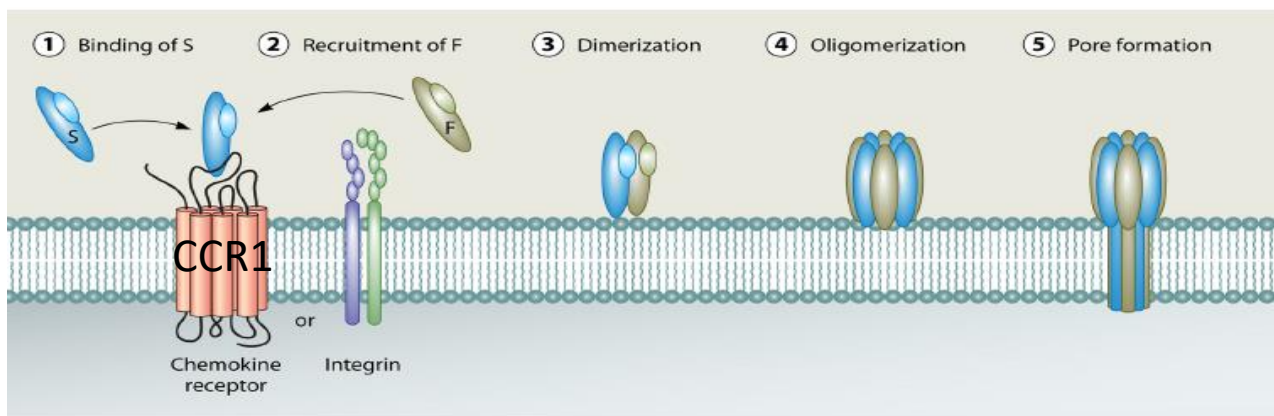 1 Binding of S
2 Recruitment of F
3 Dimerization
4 Oligomerization
5 Pore formation
S
F
CCR1
or
Chemokine
receptor
Integrin